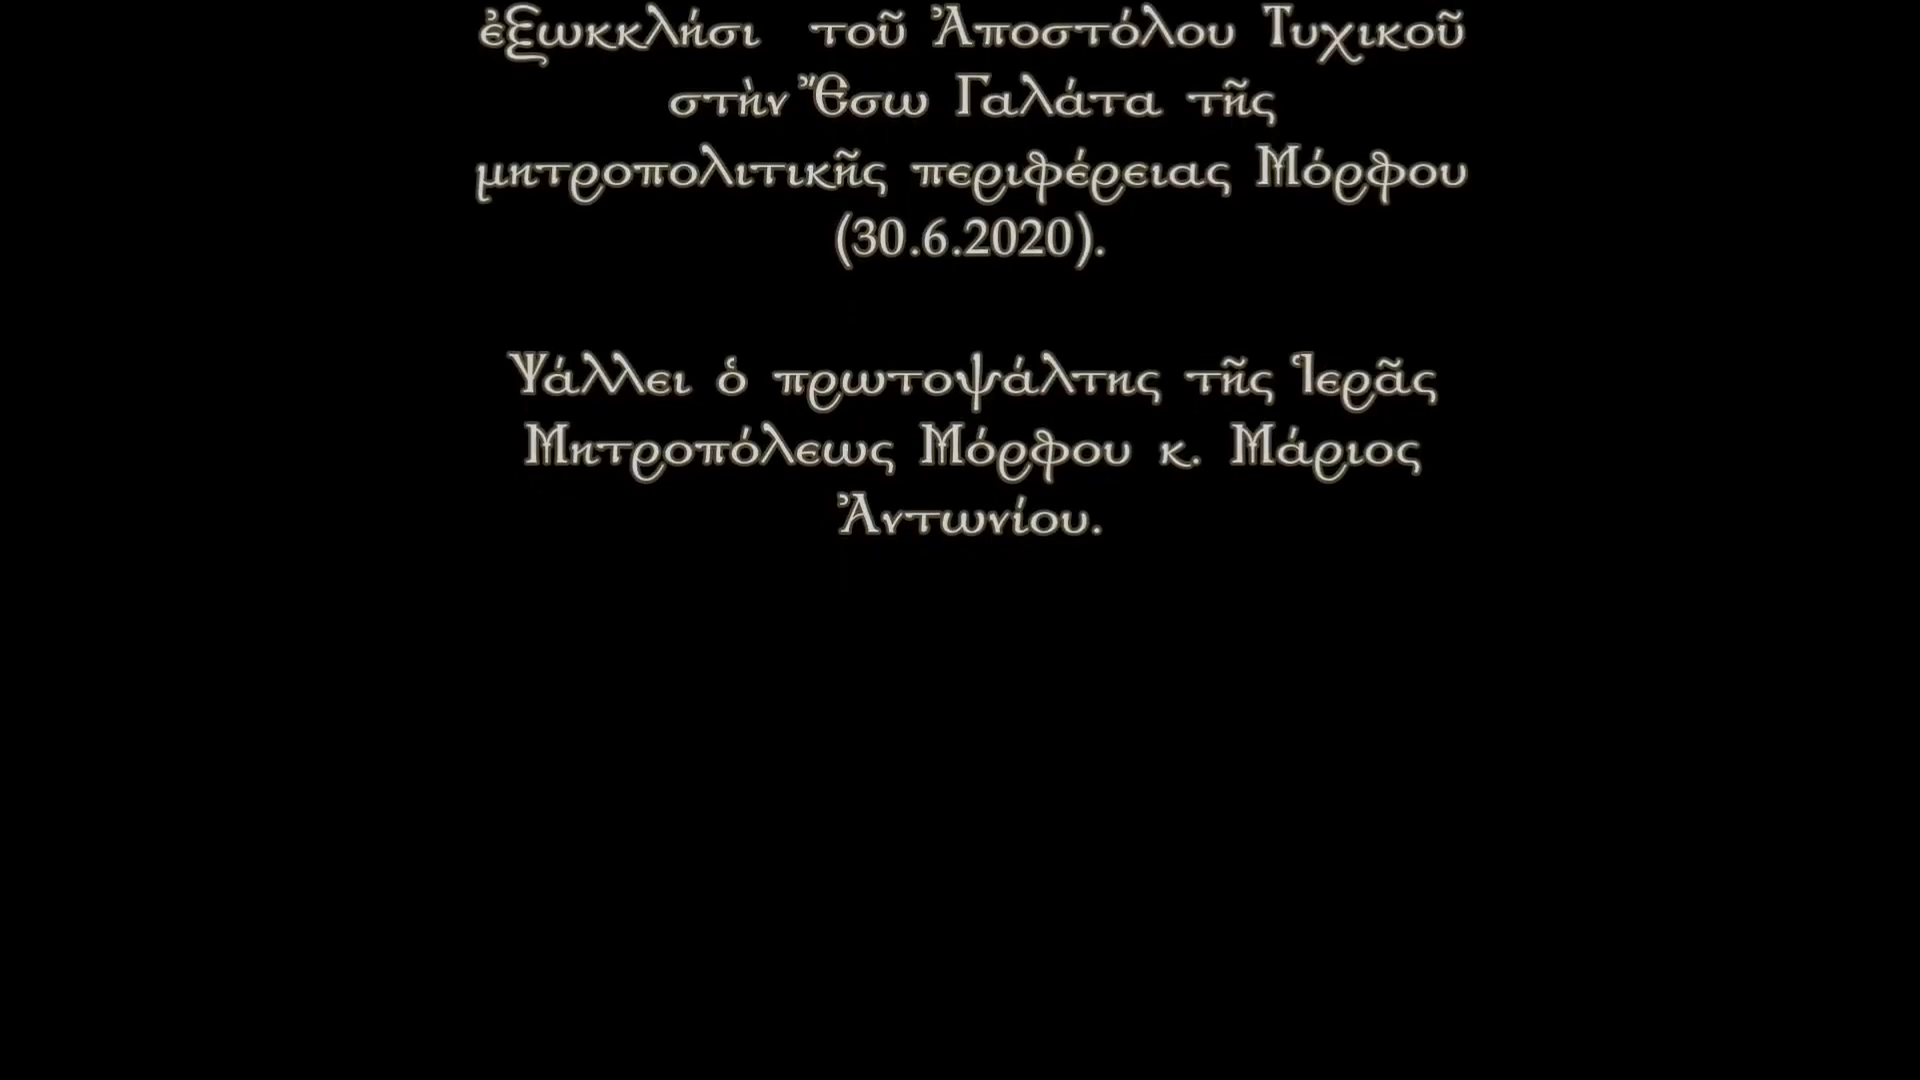 ἐξωκκλήσι τοῦ Ἀποστόλου Τυχικοῦ
στὴν Ἔσω Γαλάτα τῆς
μητροπολιτικῆς περιφέρειας Μόρφου
(30.6.2020).
Ψάλλει ὁ πρωτοψάλτης τῆς Ἱερᾶς
Μητροπόλεως Μόρφου κ. Μάριος
Ἀντωνίου.